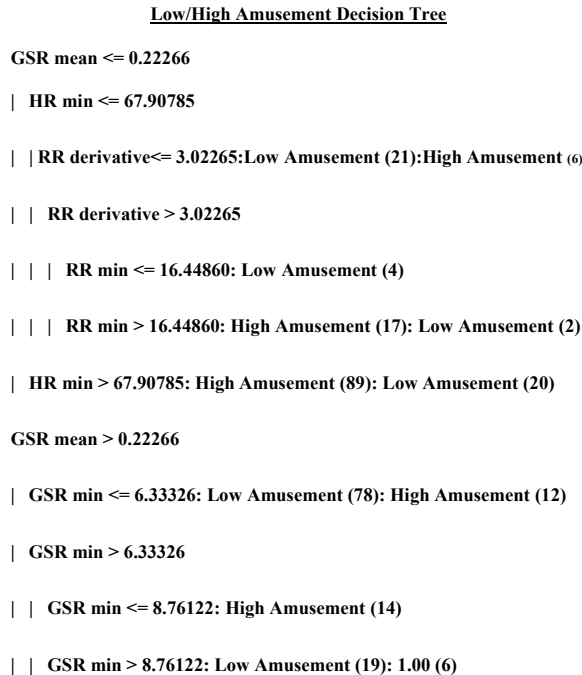 Low/High Amusement Decision Tree
GSR mean <= 0.22266
| HR min <= 67.90785
| | RR derivative<= 3.02265:Low Amusement (21):High Amusement (6)
| | RR derivative > 3.02265
| | | RR min <= 16.44860: Low Amusement (4)
| | | RR min > 16.44860: High Amusement (17): Low Amusement (2)
| HR min > 67.90785: High Amusement (89): Low Amusement (20)
GSR mean > 0.22266
| GSR min <= 6.33326: Low Amusement (78): High Amusement (12)
| GSR min > 6.33326
| | GSR min <= 8.76122: High Amusement (14)
| | GSR min > 8.76122: Low Amusement (19): 1.00 (6)